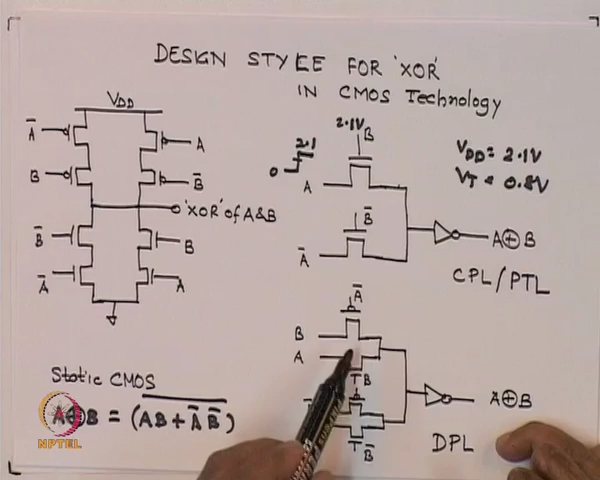 DESIGN STYLE FOR 'XOR'
IN CMOS Technology
VDD
A̅
A
B
B̅
'XOR' of A&B
B̅
B
A̅
A
Static CMOS
A⊕B = (AB + A̅ B̅)̅
NPTEL
2.1V
B
2.1
0
A
VDD = 2.1V
VT = 0.8V
B̅
A̅
A⊕B
CPL/PTL
A̅
B
A
B
A⊕B
B̅
DPL